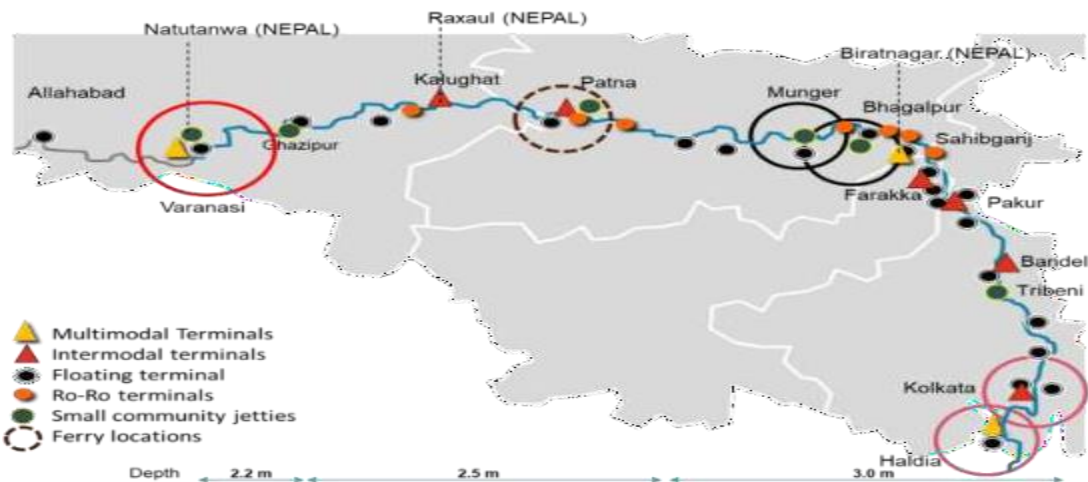 Natutanwa (NEPAL)
Raxaul (NEPAL)
Biratnagar (NEPAL)
Allahabad
Kalughat
Patna
Munger
Bhagalpur
Sahibganj
Ghazipur
Varanasi
Farakka
Pakur
Bandel
Tribeni
Kolkata
Haldia
Multimodal Terminals
Intermodal terminals
Floating terminal
Ro-Ro terminals
Small community jetties
Ferry locations
Depth 2.2 m 2.5 m 3.0 m